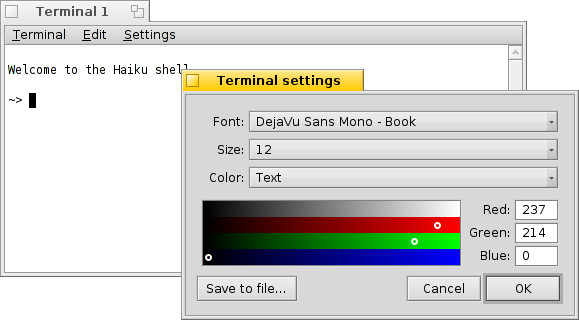 Terminal 1
Terminal Edit Settings
Welcome to the Haiku shell
~>
Terminal settings
Font: DejaVu Sans Mono - Book
Size: 12
Color: Text
Red: 237
Green: 214
Blue: 0
Save to file... Cancel OK